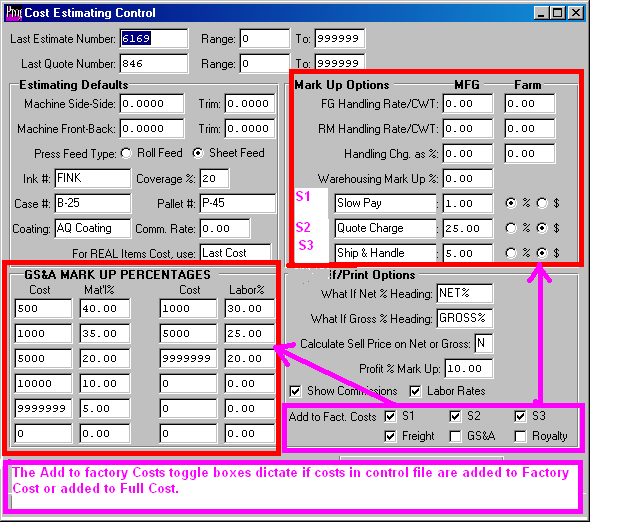 Cost Estimating Control
Last Estimate Number: 6169 Range: 0 To: 999999
Last Quote Number: 846 Range: 0 To: 999999
Estimating Defaults
Machine Side-Side: 0.0000 Trim: 0.0000
Machine Front-Back: 0.0000 Trim: 0.0000
Press Feed Type: Roll Feed Sheet Feed
Ink #: FINK Coverage %: 20
Case #: B-25 Pallet #: P-45
Coating: AQ Coating Comm. Rate: 0.00
For REAL Items Cost, use: Last Cost
Mark Up Options MFG Farm
FG Handling Rate/CWT: 0.00 0.00
RM Handling Rate/CWT: 0.00 0.00
Handling Chg. as %: 0.00 0.00
Warehousing Mark Up %: 0.00
S1 Slow Pay 1.00 % $
S2 Quote Charge 25.00 % $
S3 Ship & Handle 5.00 % $
GS&A MARK UP PERCENTAGES
Cost Mat'l% Cost Labor%
500 40.00 1000 30.00
1000 35.00 5000 25.00
5000 20.00 9999999 20.00
10000 10.00 0 0.00
9999999 5.00 0 0.00
0 0.00 0 0.00
If/Print Options
What If Net % Heading: NET%
What If Gross % Heading: GROSS%
Calculate Sell Price on Net or Gross: N
Profit % Mark Up: 10.00
Show Commissions Labor Rates
Add to Fact. Costs S1 S2 S3
Freight GS&A Royalty
The Add to factory Costs toggle boxes dictate if costs in control file are added to Factory
Cost or added to Full Cost.